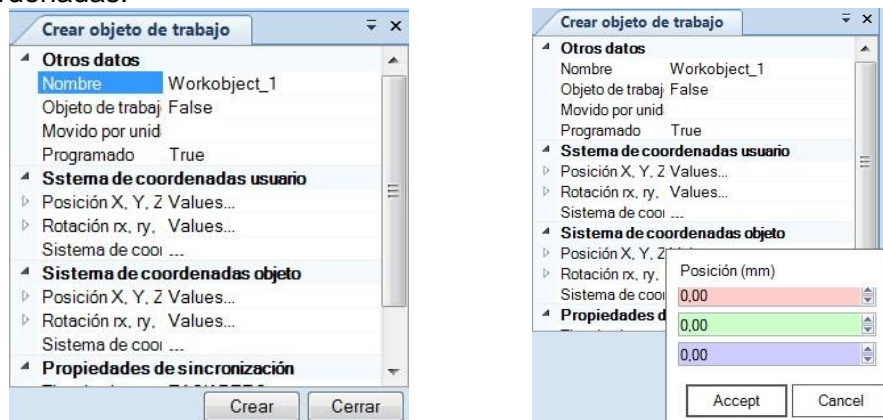 Crear objeto de trabajo
Otros datos
Nombre Workobject_1
Objeto de trabaj False
Movido por unid
Programado True
Sstema de coordenadas usuario
Posición X, Y, Z Values...
Rotación rx, ry, Values...
Sistema de coor ...
Sistema de coordenadas objeto
Posición X, Y, Z Values...
Rotación rx, ry, Values...
Sistema de coor ...
Propiedades de sincronización
Crear Cerrar
Crear objeto de trabajo
Otros datos
Nombre Workobject_1
Objeto de trabaj False
Movido por unid
Programado True
Sstema de coordenadas usuario
Posición X, Y, Z Values...
Rotación rx, ry, Values...
Sistema de coor ...
Sistema de coordenadas objeto
Posición X, Y, Z
Rotación rx, ry,
Sistema de coor
Propiedades d
Posición (mm)
0,00
0,00
0,00
Accept Cancel